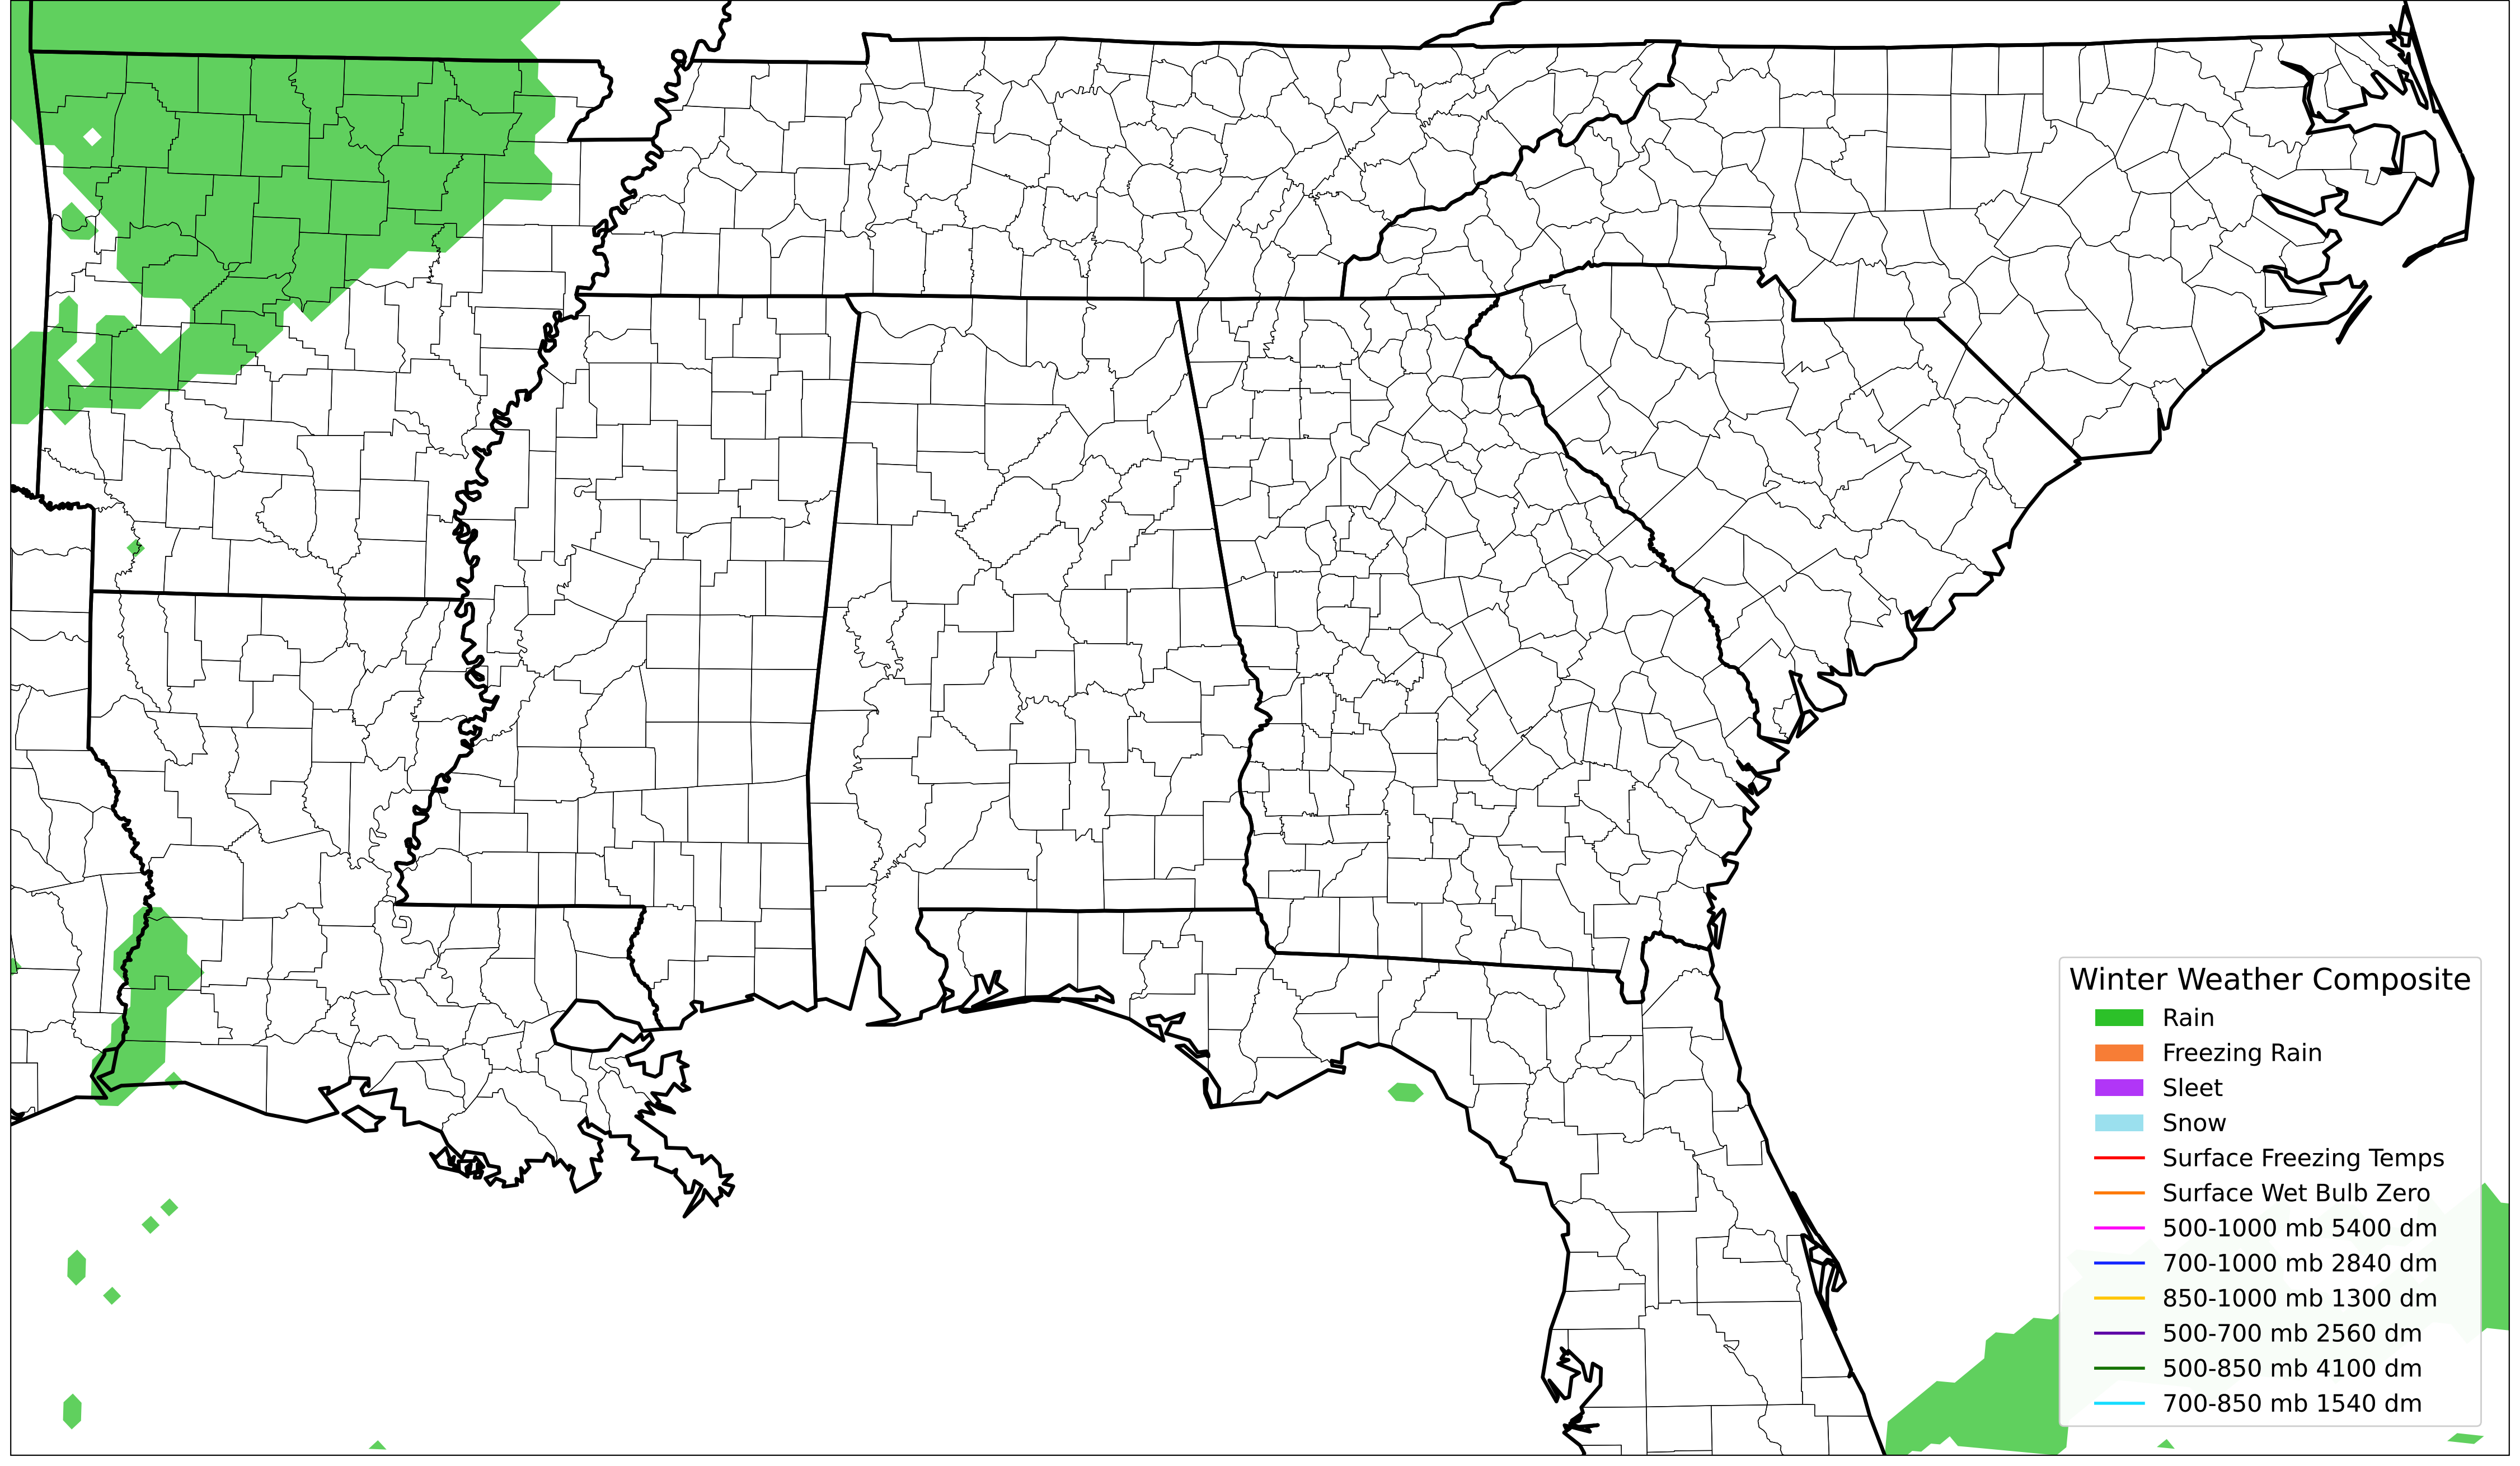 Winter Weather Composite
Rain
Freezing Rain
Sleet
Snow
Surface Freezing Temps
Surface Wet Bulb Zero
500-1000 mb 5400 dm
700-1000 mb 2840 dm
850-1000 mb 1300 dm
500-700 mb 2560 dm
500-850 mb 4100 dm
700-850 mb 1540 dm